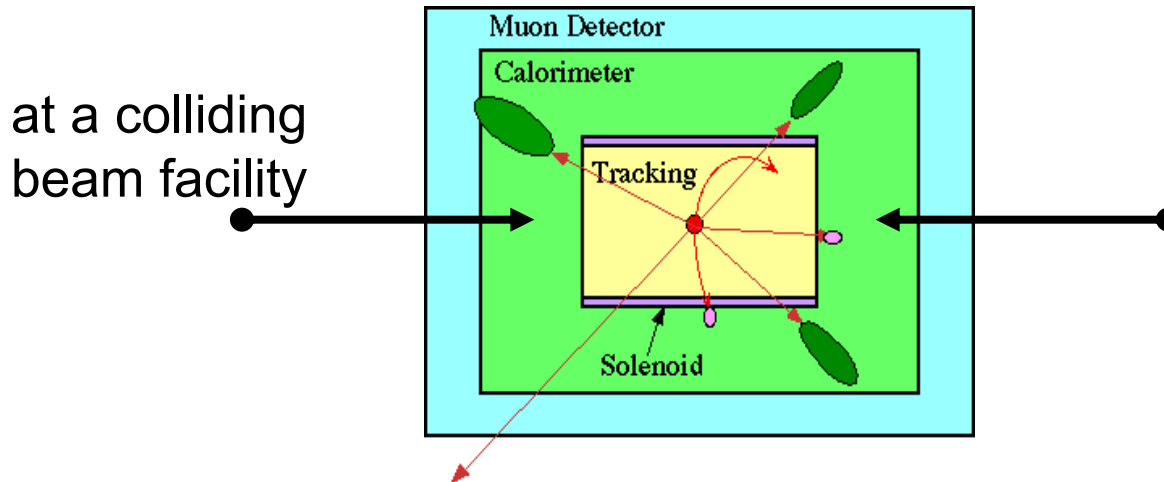 Muon Detector
Calorimeter
at a colliding
beam facility
Tracking
Solenoid